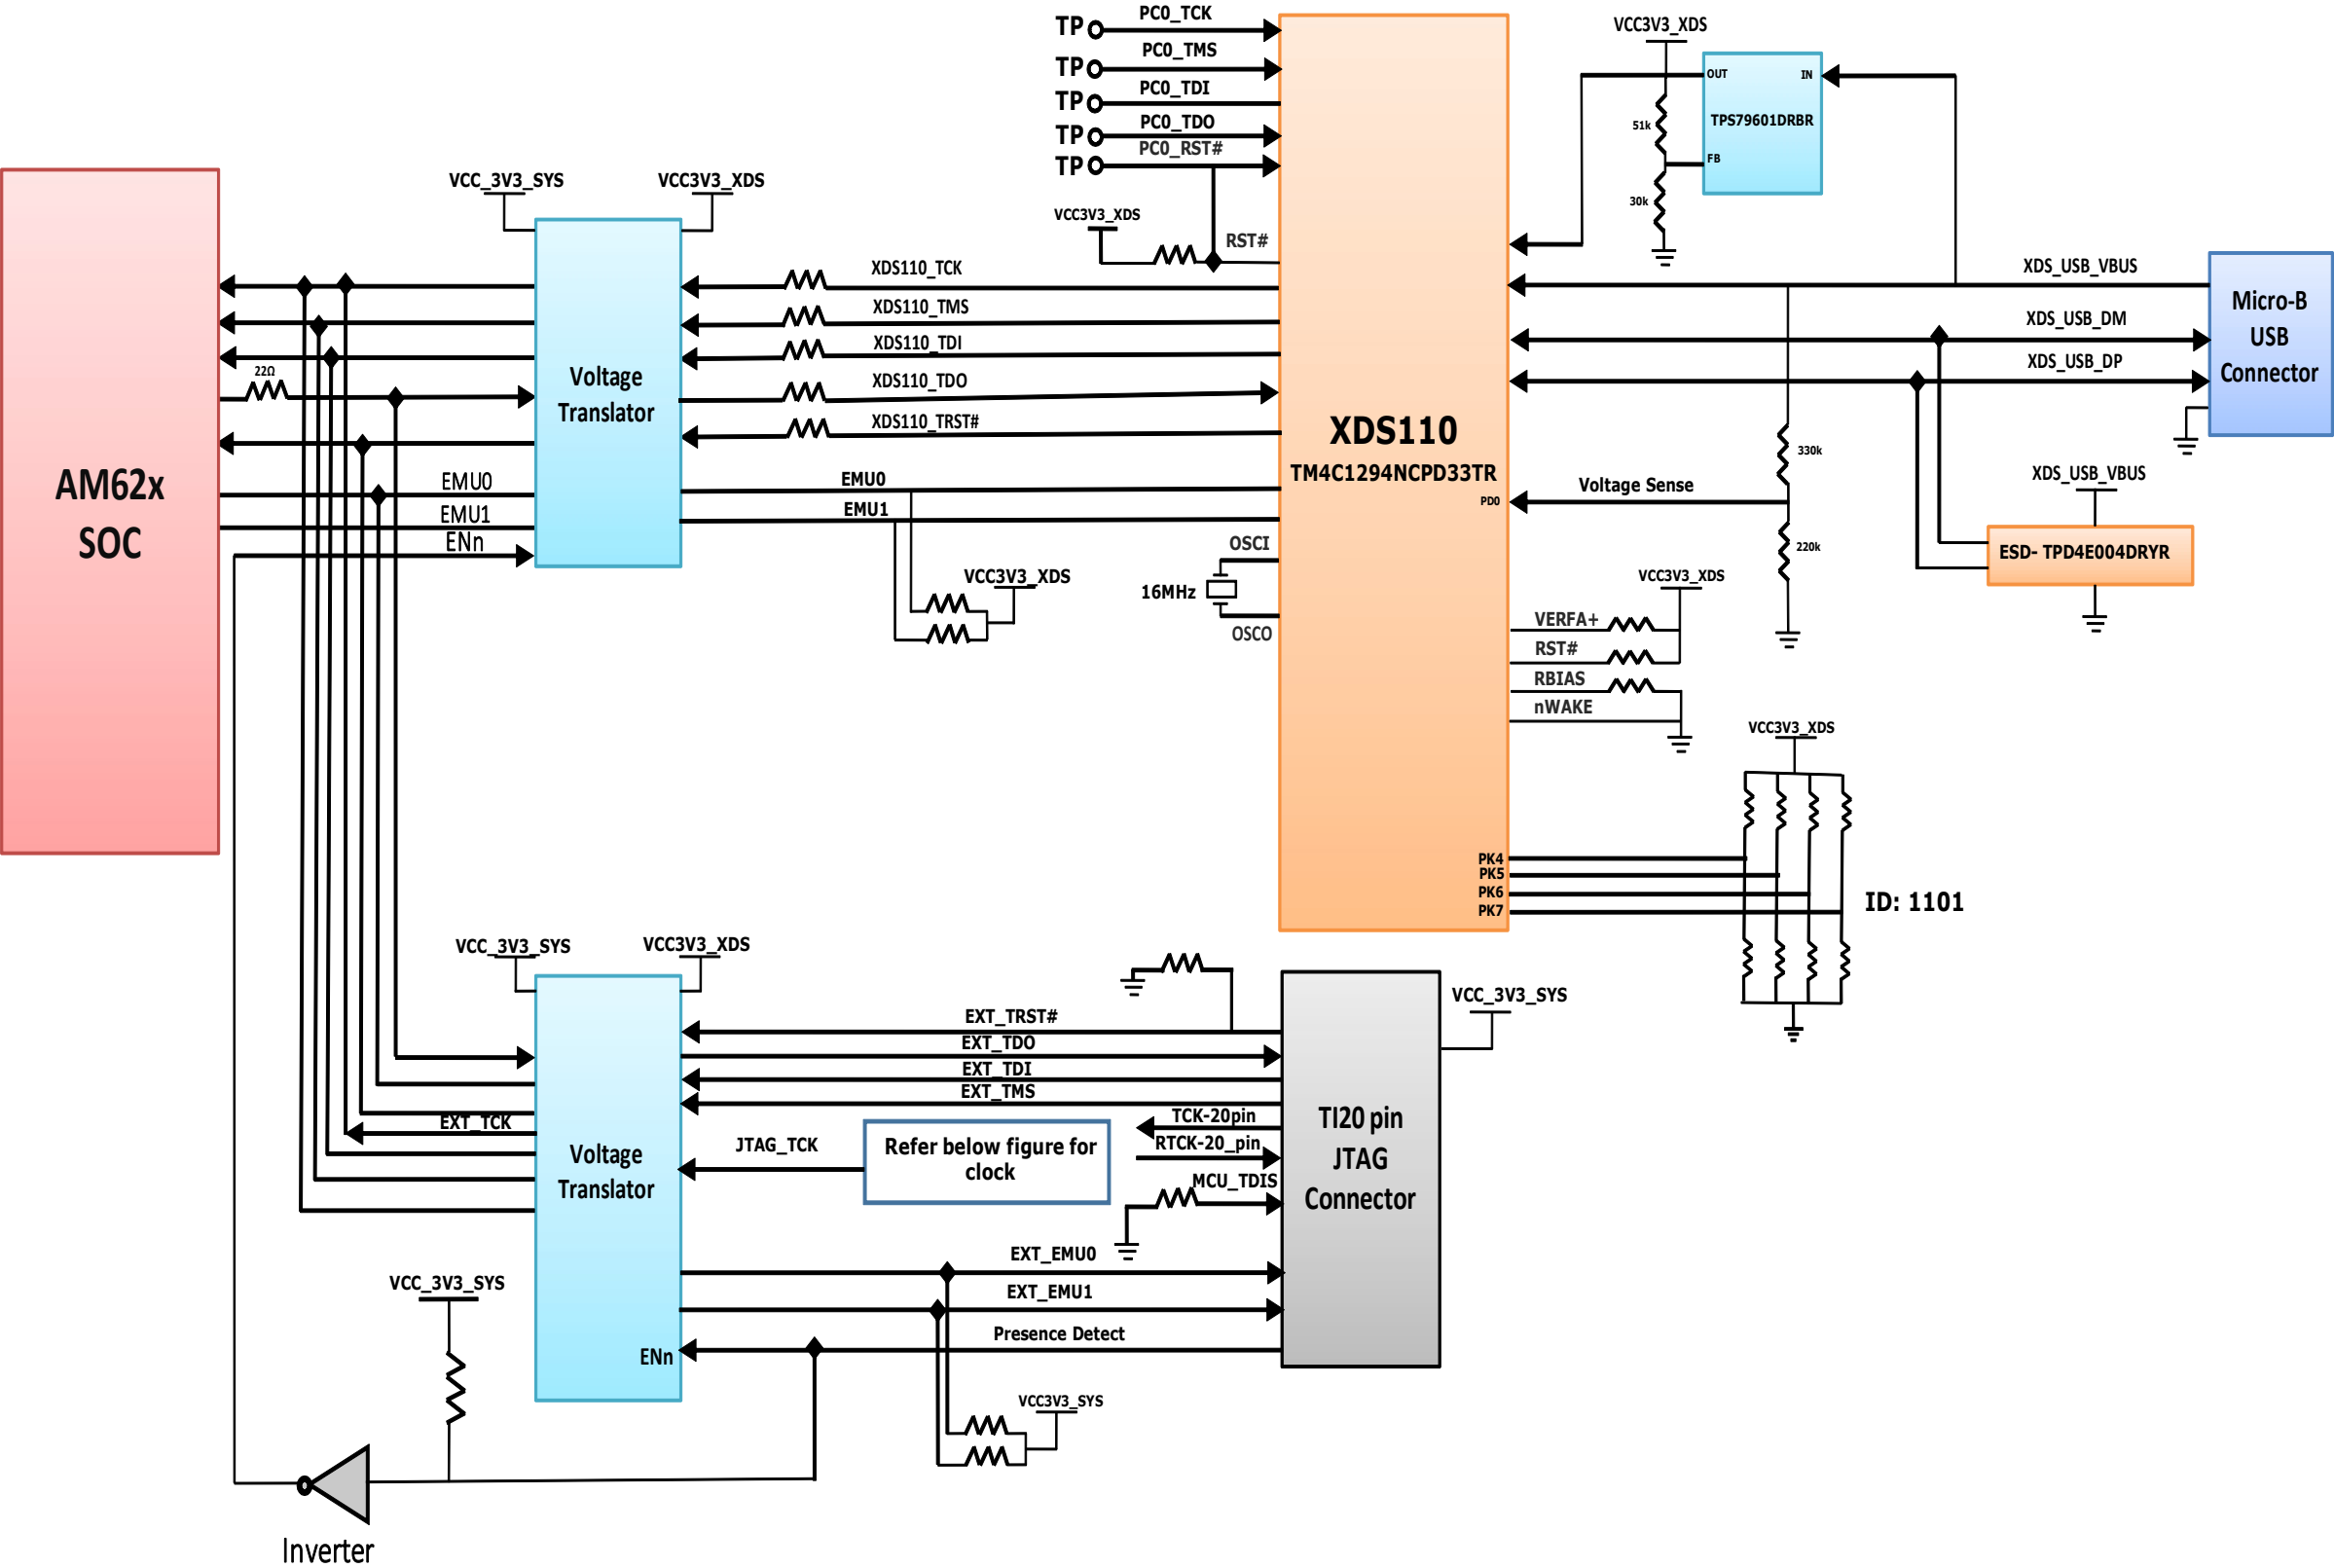 TP PC0_TCK
TP PC0_TMS
TP PC0_TDI
TP PC0_TDO
TP PC0_RST#
VCC3V3_XDS
RST#
VCC3V3_XDS
OUT
IN
51k
TPS79601DRBR
FB
30k
AM62x
SOC
VCC_3V3_SYS
VCC3V3_XDS
22Ω
Voltage
Translator
EMU0
EMU1
ENn
XDS110_TCK
XDS110_TMS
XDS110_TDI
XDS110_TDO
XDS110_TRST#
EMU0
EMU1
VCC3V3_XDS
OSCI
16MHz
OSCO
XDS110
TM4C1294NCPD33TR
PD0
XDS_USB_VBUS
XDS_USB_DM
XDS_USB_DP
Micro-B
USB
Connector
330k
Voltage Sense
220k
XDS_USB_VBUS
ESD- TPD4E004DRYR
VCC3V3_XDS
VERFA+
RST#
RBIAS
nWAKE
VCC3V3_XDS
PK4
PK5
PK6
PK7
ID: 1101
VCC_3V3_SYS
VCC3V3_XDS
Voltage
Translator
EXT_TCK
ENn
EXT_TRST#
EXT_TDO
EXT_TDI
EXT_TMS
TCK-20pin
RTCK-20_pin
MCU_TDIS
JTAG_TCK
Refer below figure for
clock
EXT_EMU0
EXT_EMU1
Presence Detect
VCC3V3_SYS
TI20 pin
JTAG
Connector
VCC_3V3_SYS
VCC_3V3_SYS
Inverter